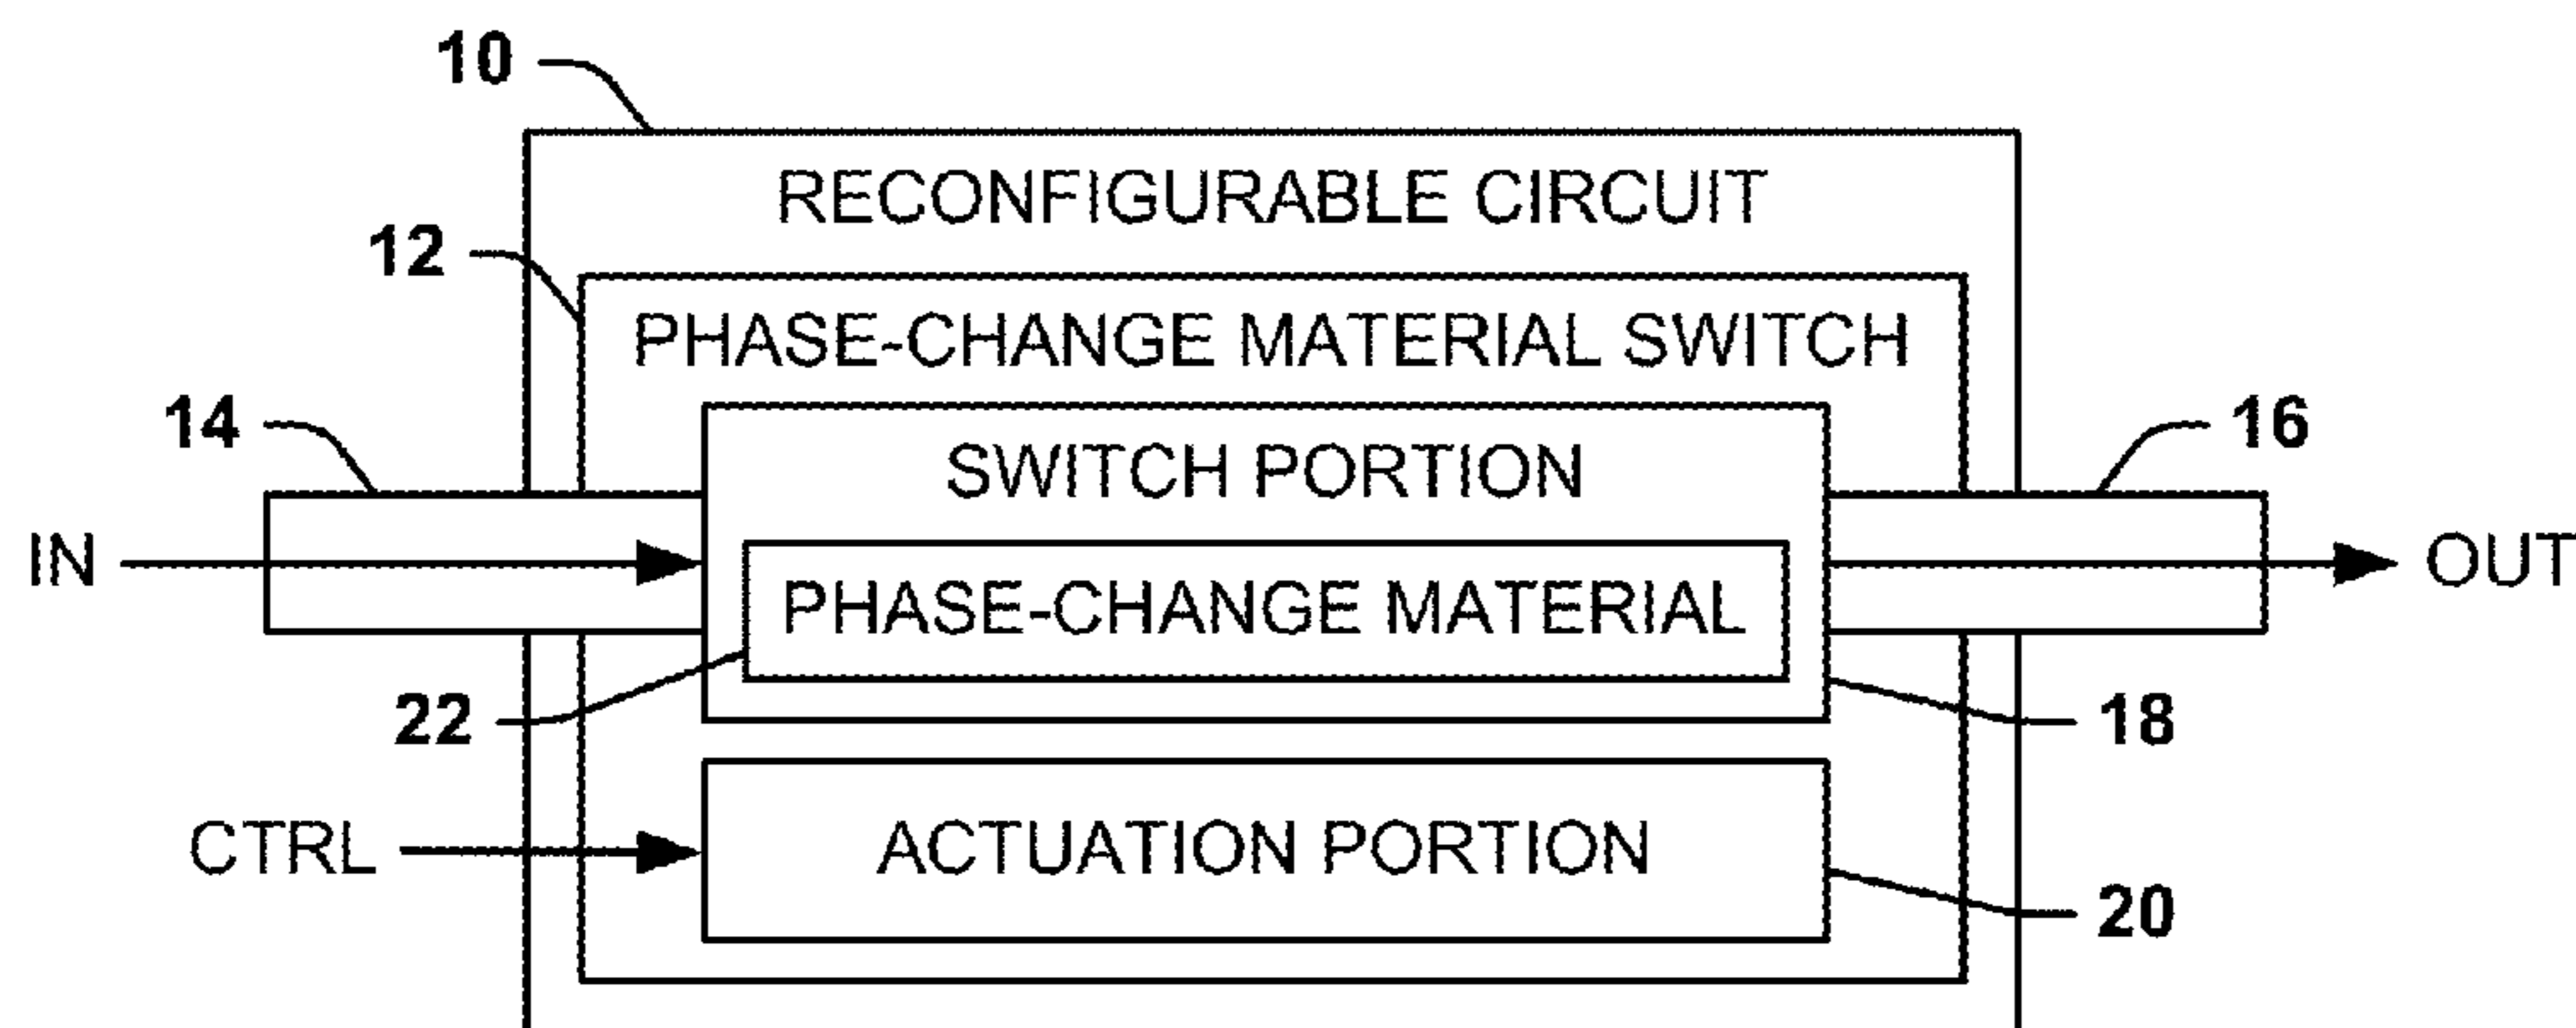 10
RECONFIGURABLE CIRCUIT
12
PHASE-CHANGE MATERIAL SWITCH
14
16
SWITCH PORTION
IN
OUT
PHASE-CHANGE MATERIAL
22
18
CTRL
ACTUATION PORTION
20